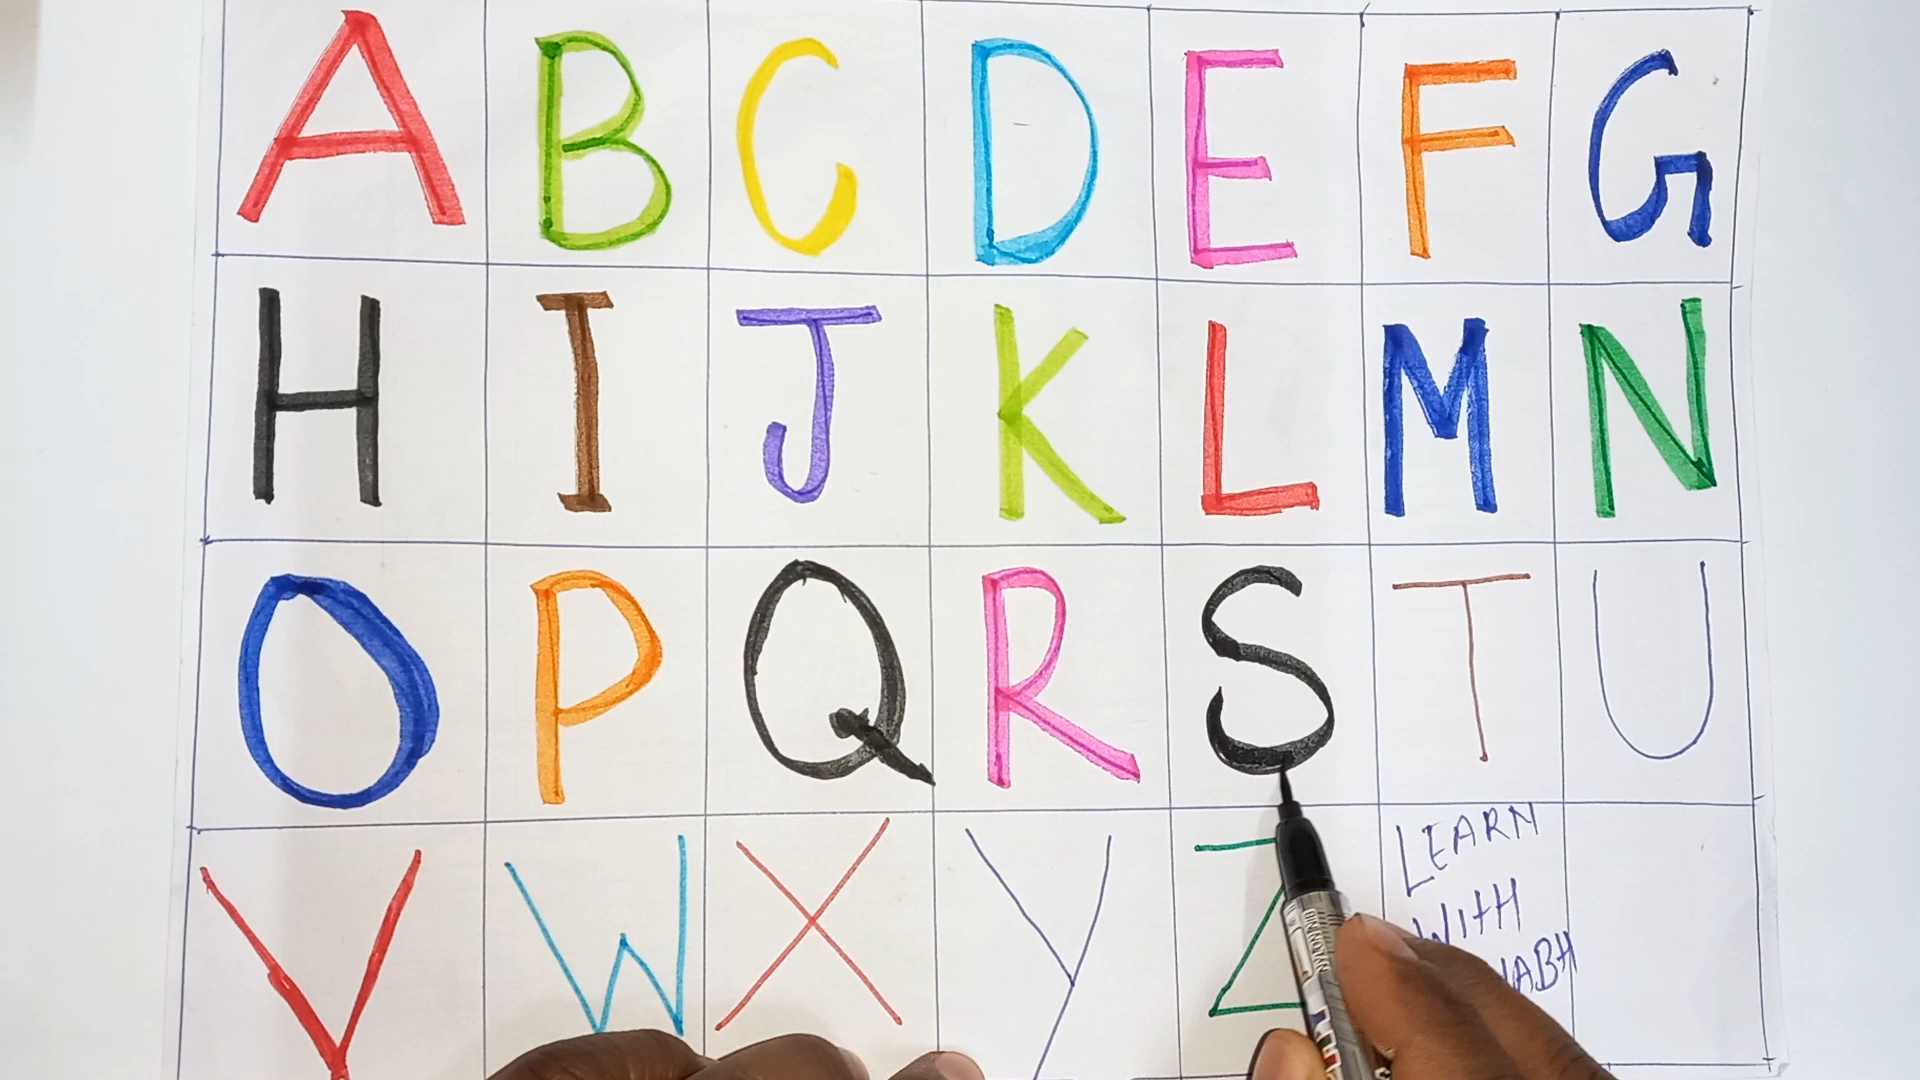 A B C D E F G
H I J K L M N
O P Q R S T U
V W X Y Z
LEARN
WITH